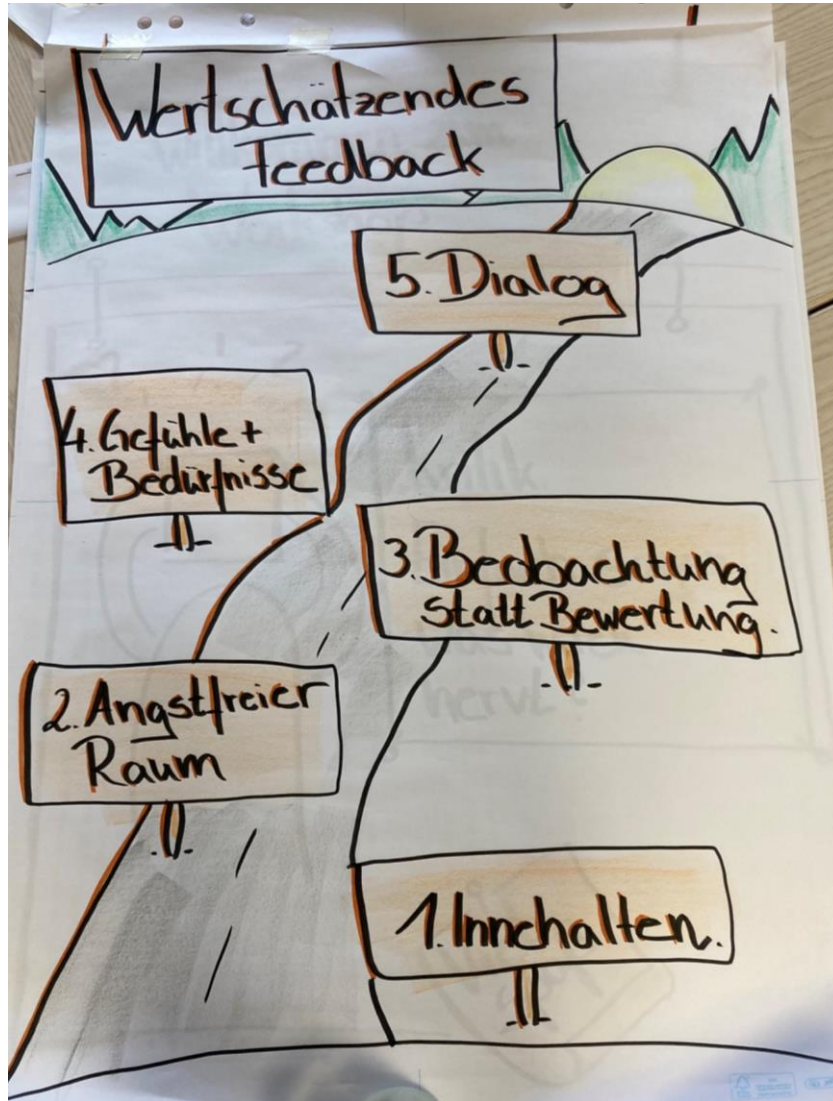 Wertschätzendes
Feedback
5. Dialog
4. Gefühle +
Bedürfnisse
3. Beobachtung
statt Bewertung.
2. Angstfreier
Raum
1. Innehalten.